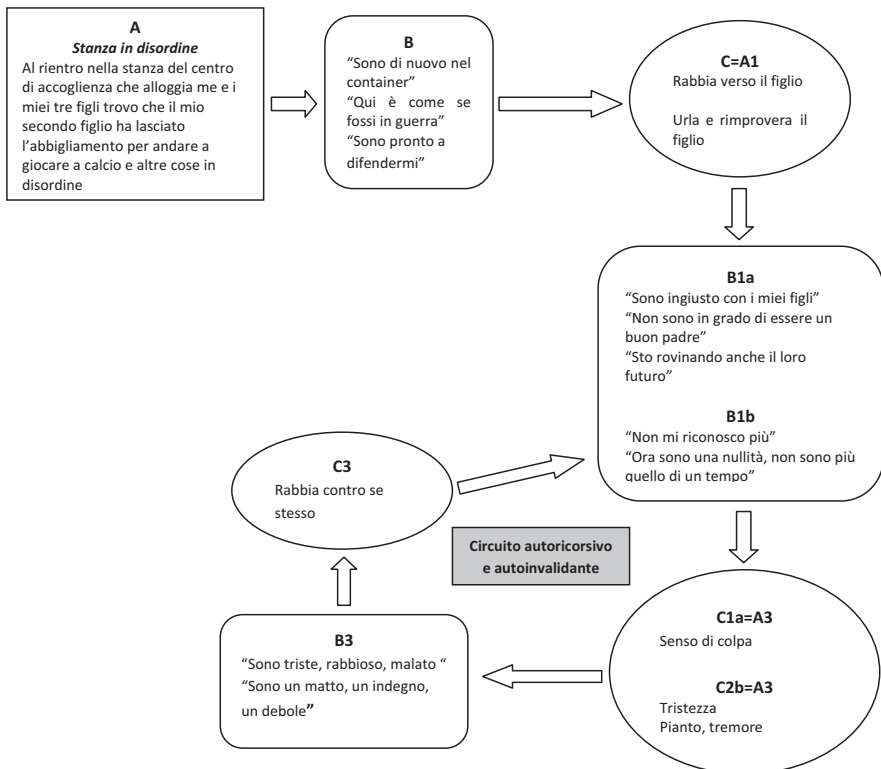 A
Stanza in disordine
Al rientro nella stanza del centro
di accoglienza che alloggia me e i
miei tre figli trovo che il mio
secondo figlio ha lasciato
l’abbigliamento per andare a
giocare a calcio e altre cose in
disordine
B
“Sono di nuovo nel
container”
“Qui è come se
fossi in guerra”
“Sono pronto a
difendermi”
C=A1
Rabbia verso il figlio
Urla e rimprovera il
figlio
B1a
“Sono ingiusto con i miei figli”
“Non sono in grado di essere un
buon padre”
“Sto rovinando anche il loro
futuro”
B1b
“Non mi riconosco più”
“Ora sono una nullità, non sono più
quello di un tempo”
C1a=A3
Senso di colpa
C2b=A3
Tristezza
Pianto, tremore
B3
“Sono triste, rabbioso, malato “
“Sono un matto, un indegno,
un debole”
C3
Rabbia contro se
stesso
Circuito autoricorsivo
e autoinvalidante